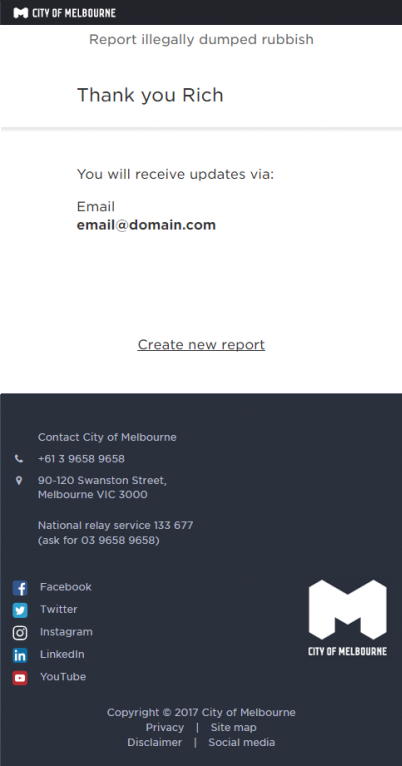 CITY OF MELBOURNE
Report illegally dumped rubbish
Thank you Rich
You will receive updates via:
Email
email@domain.com
Create new report
Contact City of Melbourne
+61 3 9658 9658
90-120 Swanston Street,
Melbourne VIC 3000
National relay service 133 677
(ask for 03 9658 9658)
Facebook
Twitter
Instagram
LinkedIn
YouTube
CITY OF MELBOURNE
Copyright © 2017 City of Melbourne
Privacy | Site map
Disclaimer | Social media